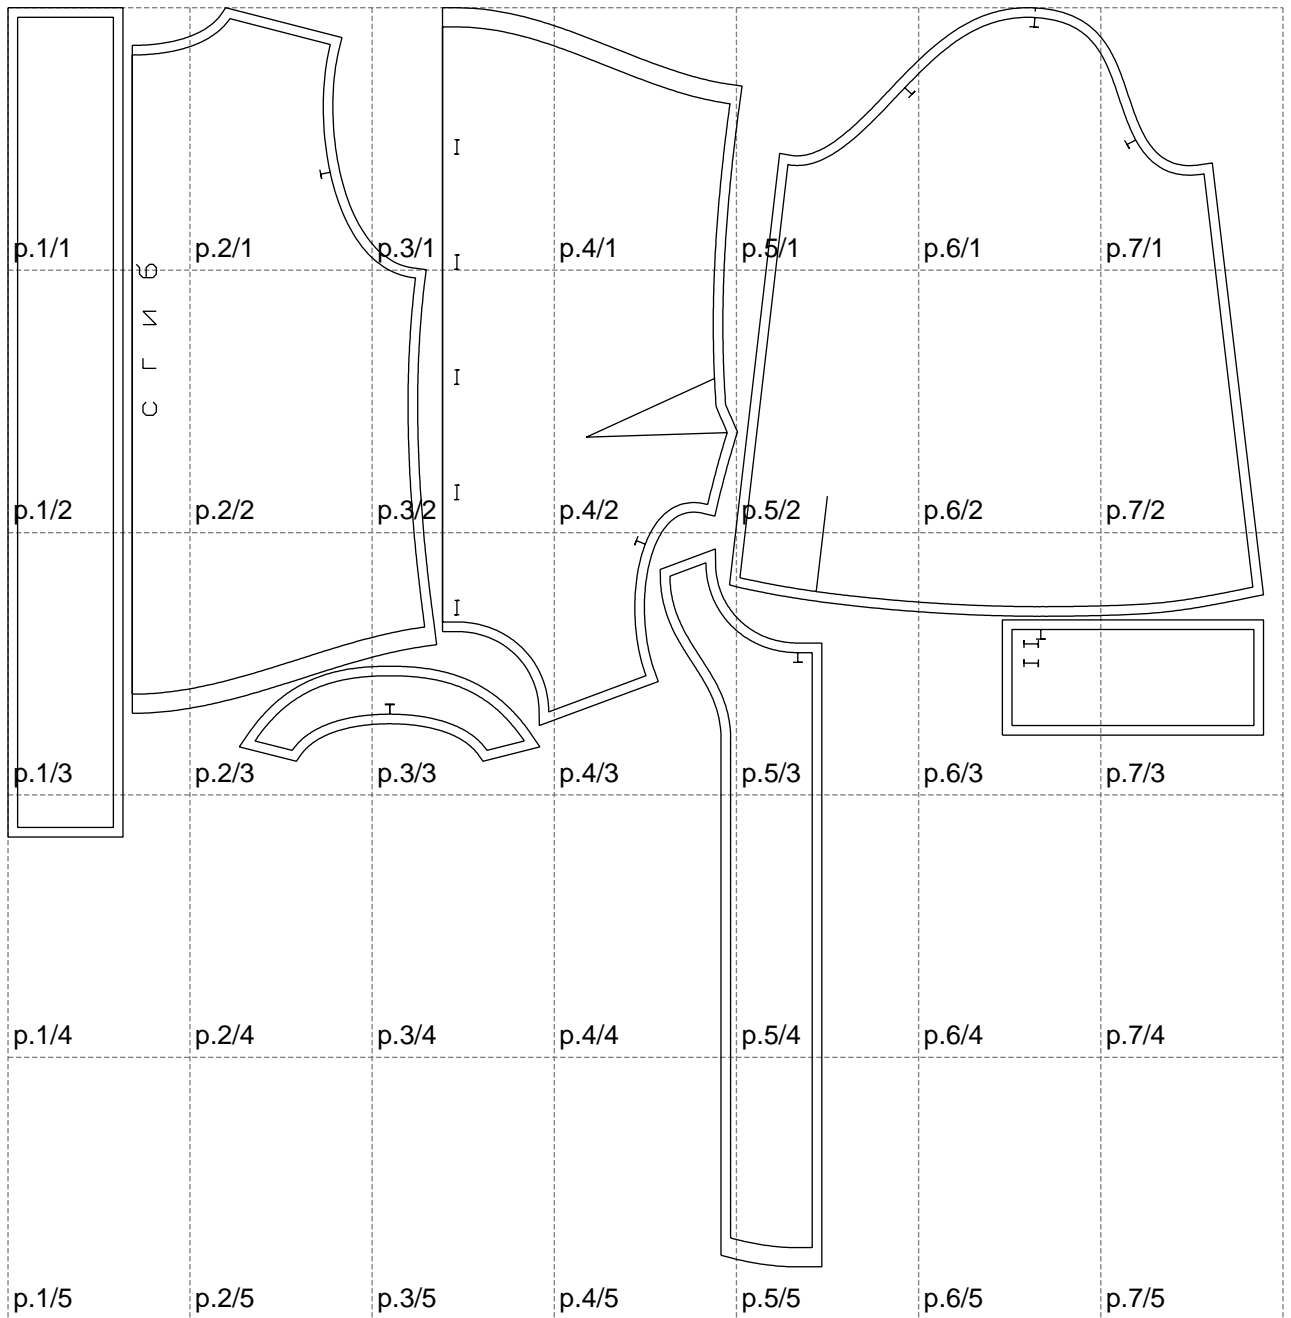 p.1/1 p.2/1 p.3/1 p.4/1 p.5/1 p.6/1 p.7/1
СГИб
p.1/2 p.2/2 p.3/2 p.4/2 p.5/2 p.6/2 p.7/2
p.1/3 p.2/3 p.3/3 p.4/3 p.5/3 p.6/3 p.7/3
p.1/4 p.2/4 p.3/4 p.4/4 p.5/4 p.6/4 p.7/4
p.1/5 p.2/5 p.3/5 p.4/5 p.5/5 p.6/5 p.7/5